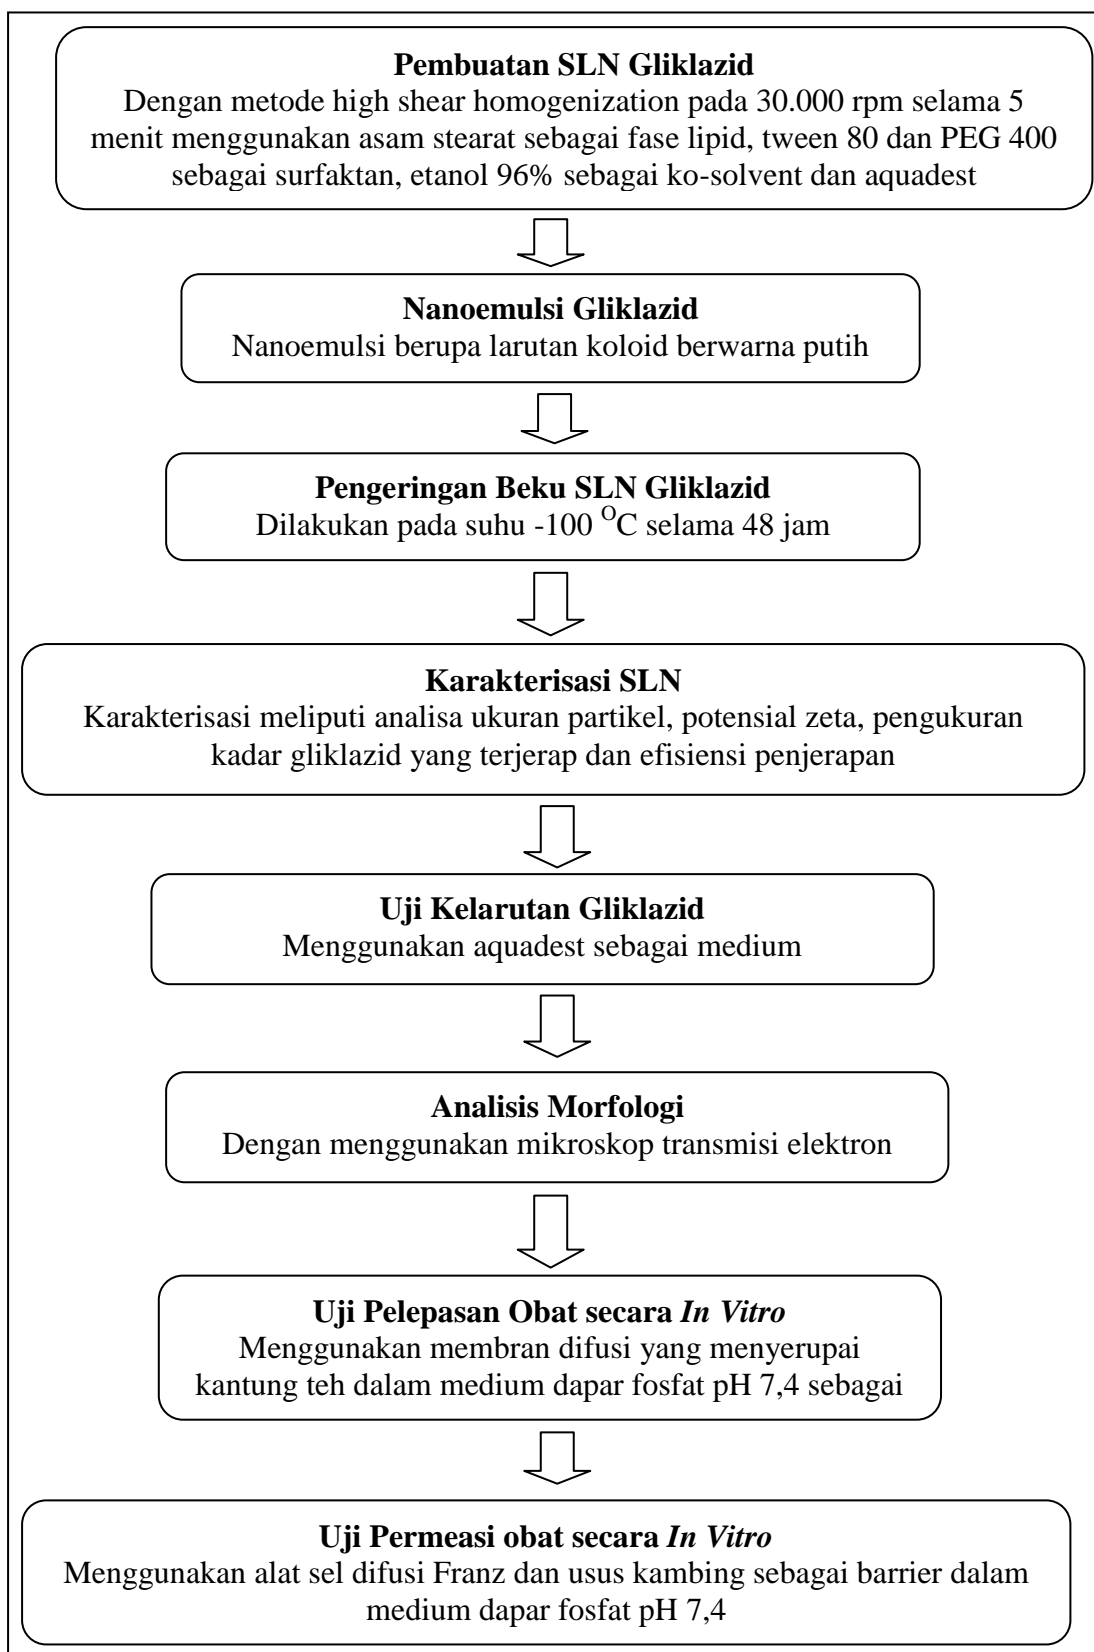 Pembuatan SLN Gliklazid
Dengan metode high shear homogenization pada 30.000 rpm selama 5
menit menggunakan asam stearat sebagai fase lipid, tween 80 dan PEG 400
sebagai surfaktan, etanol 96% sebagai ko-solvent dan aquadest
Nanoemulsi Gliklazid
Nanoemulsi berupa larutan koloid berwarna putih
Pengeringan Beku SLN Gliklazid
Dilakukan pada suhu -100 ᴼC selama 48 jam
Karakterisasi SLN
Karakterisasi meliputi analisa ukuran partikel, potensial zeta, pengukuran
kadar gliklazid yang terjerap dan efisiensi penjerapan
Uji Kelarutan Gliklazid
Menggunakan aquadest sebagai medium
Analisis Morfologi
Dengan menggunakan mikroskop transmisi elektron
Uji Pelepasan Obat secara In Vitro
Menggunakan membran difusi yang menyerupai
kantung teh dalam medium dapar fosfat pH 7,4 sebagai
Uji Permeasi obat secara In Vitro
Menggunakan alat sel difusi Franz dan usus kambing sebagai barrier dalam
medium dapar fosfat pH 7,4